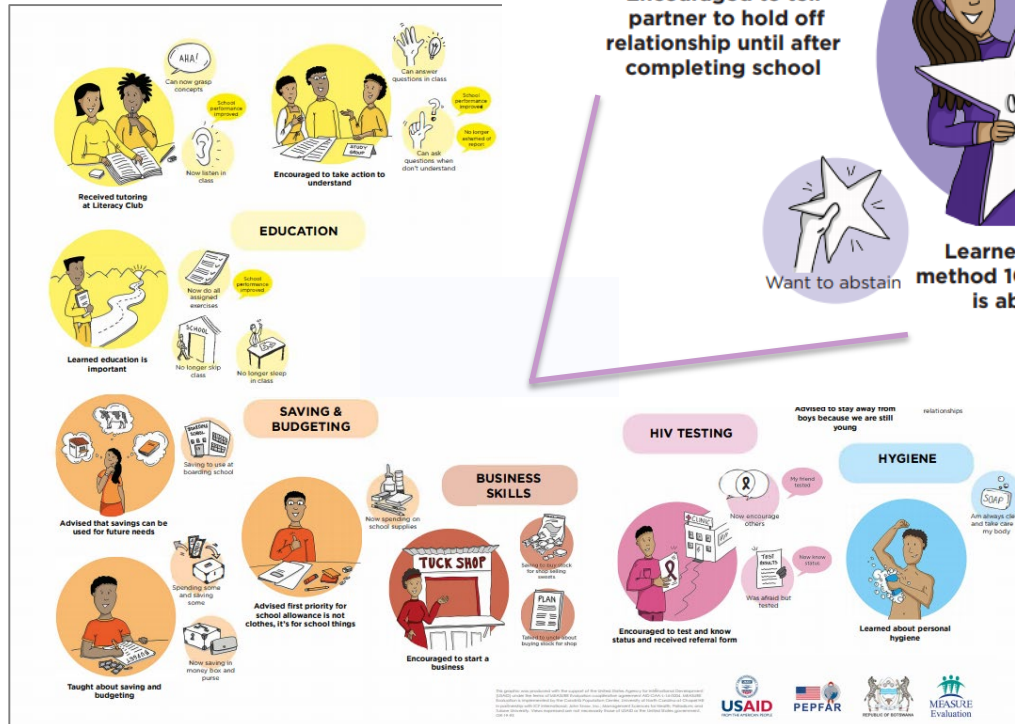 AHA!
Can now grasp
concepts
School
performance
improved
Now listen in
class
Received tutoring
at Literacy Club
Can answer
questions in class
School
performance
improved
No longer
ashamed of
report
Can ask
questions when
don't understand
STUDY
GROUP
Encouraged to take action to
understand
EDUCATION
Now do all
assigned
exercises
School
performance
improved
Learned education is
important
SCHOOL
No longer skip
class
No longer sleep
in class
partner to hold off
relationship until after
completing school
Want to abstain
Learne
method 10
is ab
SAVING &
BUDGETING
SCHOOL
Saving to use at
boarding school
Advised that savings can be
used for future needs
Spending some
and saving
some
Now saving in
money box and
purse
Taught about saving and
budgeting
Now spending on
school supplies
Advised first priority for
school allowance is not
clothes, it's for school things
BUSINESS
SKILLS
TUCK SHOP
Saving to buy stock
for shop selling
sweets
PLAN
Talked to uncle about
buying stock for shop
Encouraged to start a
business
HIV TESTING
My friend
tested
Now encourage
others
CLINIC
TEST
RESULTS
Now know
status
Was afraid but
tested
Encouraged to test and know
status and received referral form
Advised to stay away from
boys because we are still
young
relationships
HYGIENE
SOAP
Am always cle
and take care
my body
Learned about personal
hygiene
USAID
FROM THE AMERICAN PEOPLE
PEPFAR
REPUBLIC OF BOTSWANA
MEASURE
Evaluation